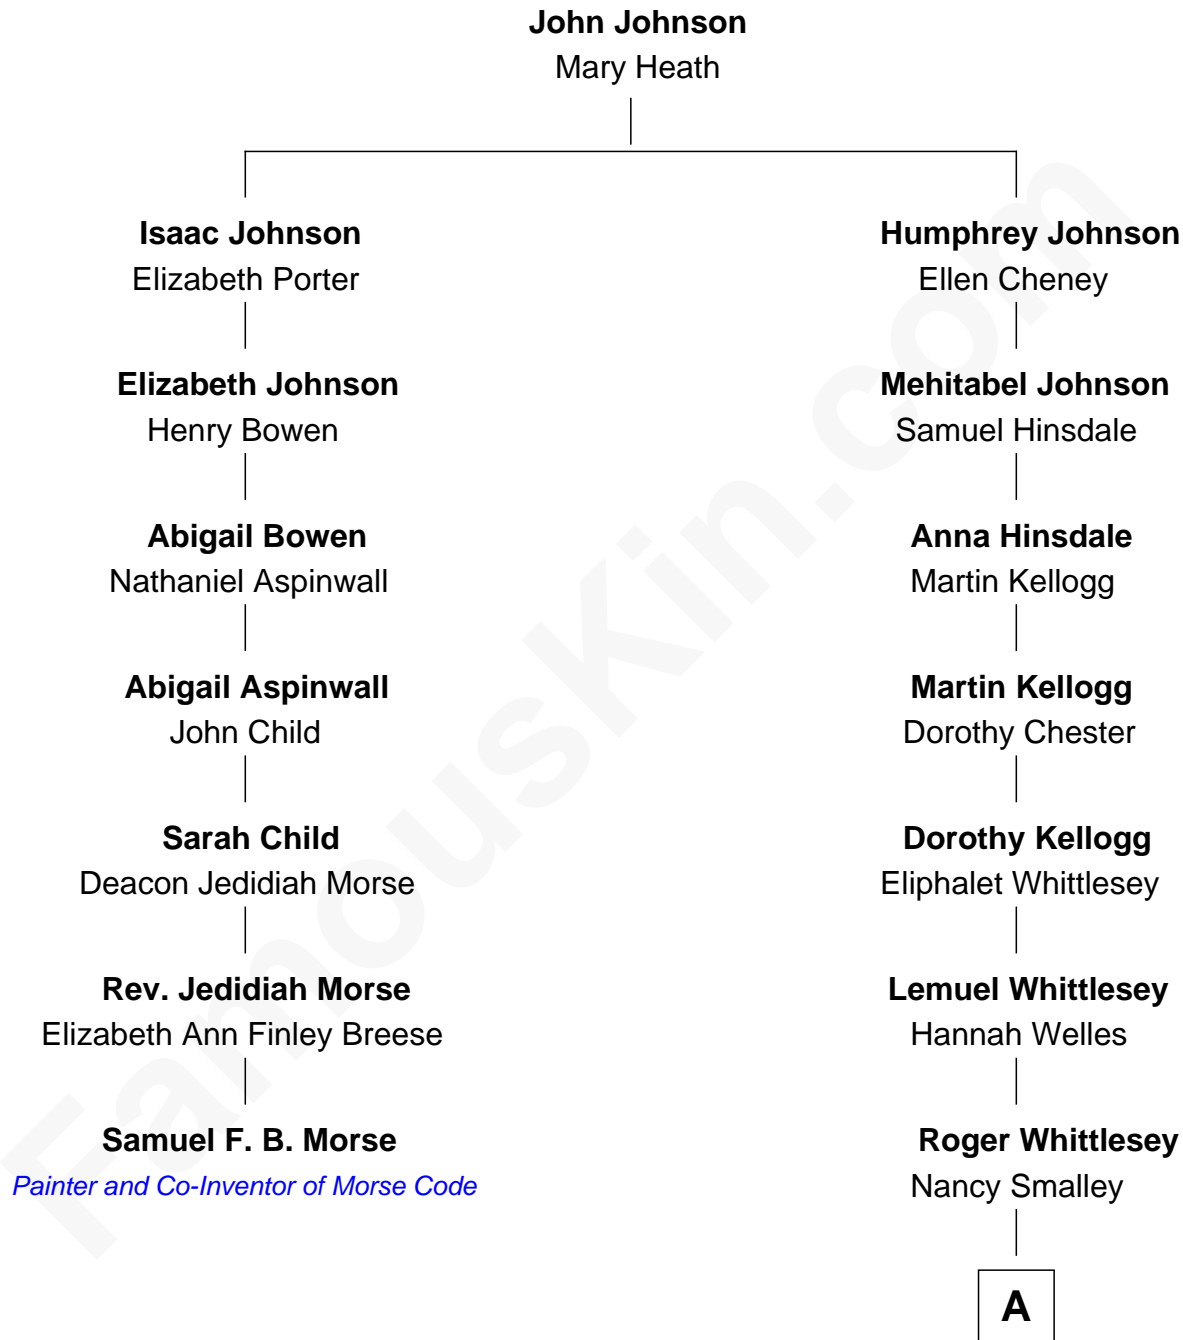 John Johnson
Mary Heath
Isaac Johnson
Elizabeth Porter
Humphrey Johnson
Ellen Cheney
Elizabeth Johnson
Henry Bowen
Mehitabel Johnson
Samuel Hinsdale
Abigail Bowen
Nathaniel Aspinwall
Anna Hinsdale
Martin Kellogg
Abigail Aspinwall
John Child
Martin Kellogg
Dorothy Chester
Sarah Child
Deacon Jedidiah Morse
Dorothy Kellogg
Eliphalet Whittlesey
Rev. Jedidiah Morse
Elizabeth Ann Finley Breese
Lemuel Whittlesey
Hannah Welles
Samuel F. B. Morse
Painter and Co-Inventor of Morse Code
Roger Whittlesey
Nancy Smalley
A
FamousKin.com